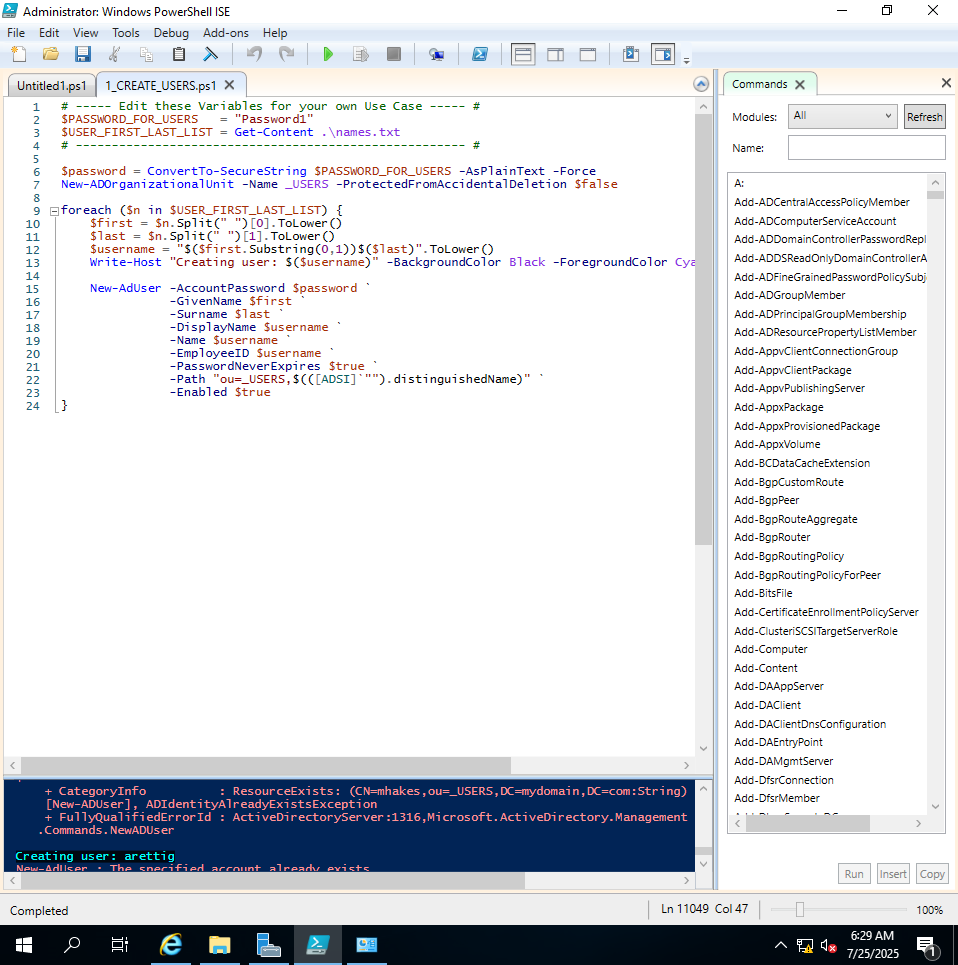 Administrator: Windows PowerShell ISE
File Edit View Tools Debug Add-ons Help
Untitled1.ps1 1_CREATE_USERS.ps1
1 # ----- Edit these Variables for your own Use Case ----- #
2 $PASSWORD_FOR_USERS   = "Password1"
3 $USER_FIRST_LAST_LIST = Get-Content .\names.txt
4 # ------------------------------------------------------ #
5
6 $password = ConvertTo-SecureString $PASSWORD_FOR_USERS -AsPlainText -Force
7 New-ADOrganizationalUnit -Name _USERS -ProtectedFromAccidentalDeletion $false
8
9 foreach ($n in $USER_FIRST_LAST_LIST) {
10     $first = $n.Split(" ")[0].ToLower()
11     $last = $n.Split(" ")[1].ToLower()
12     $username = "$($first.Substring(0,1))$($last)".ToLower()
13     Write-Host "Creating user: $($username)" -BackgroundColor Black -ForegroundColor Cya
14
15     New-AdUser -AccountPassword $password `
16                -GivenName $first `
17                -Surname $last `
18                -DisplayName $username `
19                -Name $username `
20                -EmployeeID $username `
21                -PasswordNeverExpires $true `
22                -Path "ou=_USERS,$(([ADSI]`"").distinguishedName)" `
23                -Enabled $true
24 }
+ CategoryInfo          : ResourceExists: (CN=mhakes,ou=_USERS,DC=mydomain,DC=com:String)
[New-ADUser], ADIdentityAlreadyExistsException
+ FullyQualifiedErrorId : ActiveDirectoryServer:1316,Microsoft.ActiveDirectory.Management
.Commands.NewADUser
Creating user: arettig
New-AdUser : The specified account already exists
Commands
Modules: All Refresh
Name:
A:
Add-ADCentralAccessPolicyMember
Add-ADComputerServiceAccount
Add-ADDomainControllerPasswordRepl
Add-ADDSReadOnlyDomainControllerA
Add-ADFineGrainedPasswordPolicySubj
Add-ADGroupMember
Add-ADPrincipalGroupMembership
Add-ADResourcePropertyListMember
Add-AppvClientConnectionGroup
Add-AppvClientPackage
Add-AppvPublishingServer
Add-AppxPackage
Add-AppxProvisionedPackage
Add-AppxVolume
Add-BCDataCacheExtension
Add-BgpCustomRoute
Add-BgpPeer
Add-BgpRouteAggregate
Add-BgpRouter
Add-BgpRoutingPolicy
Add-BgpRoutingPolicyForPeer
Add-BitsFile
Add-CertificateEnrollmentPolicyServer
Add-ClusteriSCSITargetServerRole
Add-Computer
Add-Content
Add-DAAppServer
Add-DAClient
Add-DAClientDnsConfiguration
Add-DAEntryPoint
Add-DAMgmtServer
Add-DfsrConnection
Add-DfsrMember
Run Insert Copy
Completed
Ln 11049 Col 47
100%
6:29 AM
7/25/2025
1